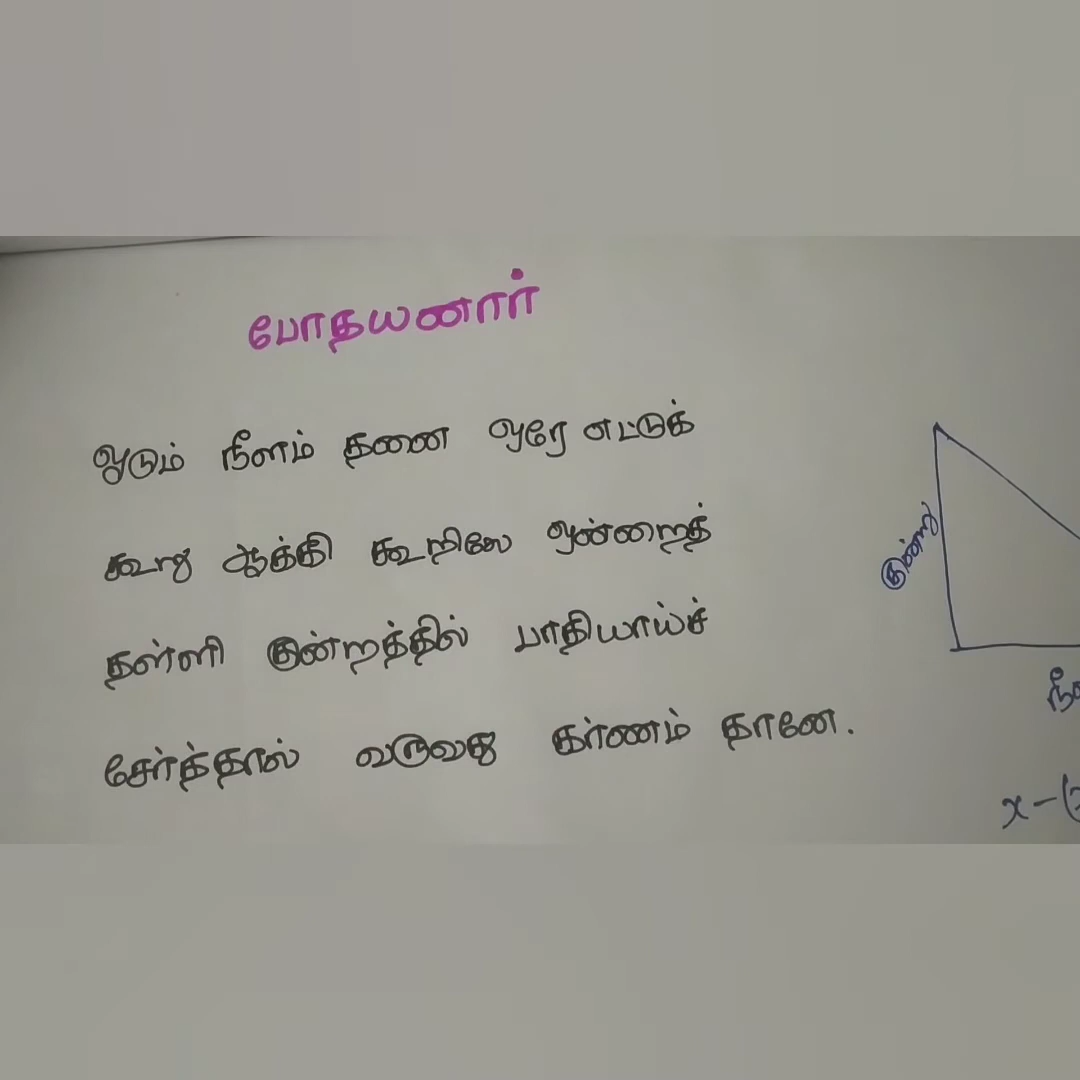 போதயனார்
ஓடும் நீளம் தனை ஒரே எட்டுக்
கூறு ஆக்கி கூறிலே ஒன்றைத்
தள்ளி குன்றத்தில் பாதியாய்ச்
சேர்த்தால் வருவது கர்ணம் தானே.
குன்று
x - (